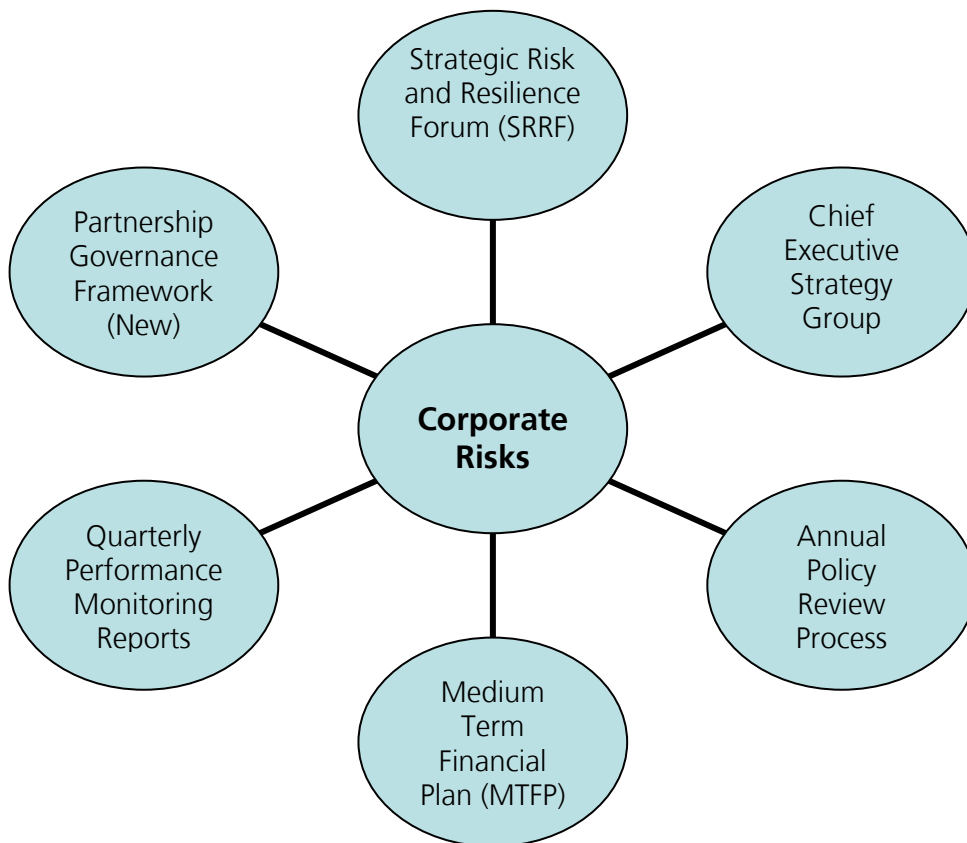 Strategic Risk
and Resilience
Forum (SRRF)
Partnership
Governance
Framework
(New)
Chief
Executive
Strategy
Group
Corporate
Risks
Quarterly
Performance
Monitoring
Reports
Annual
Policy
Review
Process
Medium
Term
Financial
Plan (MTFP)